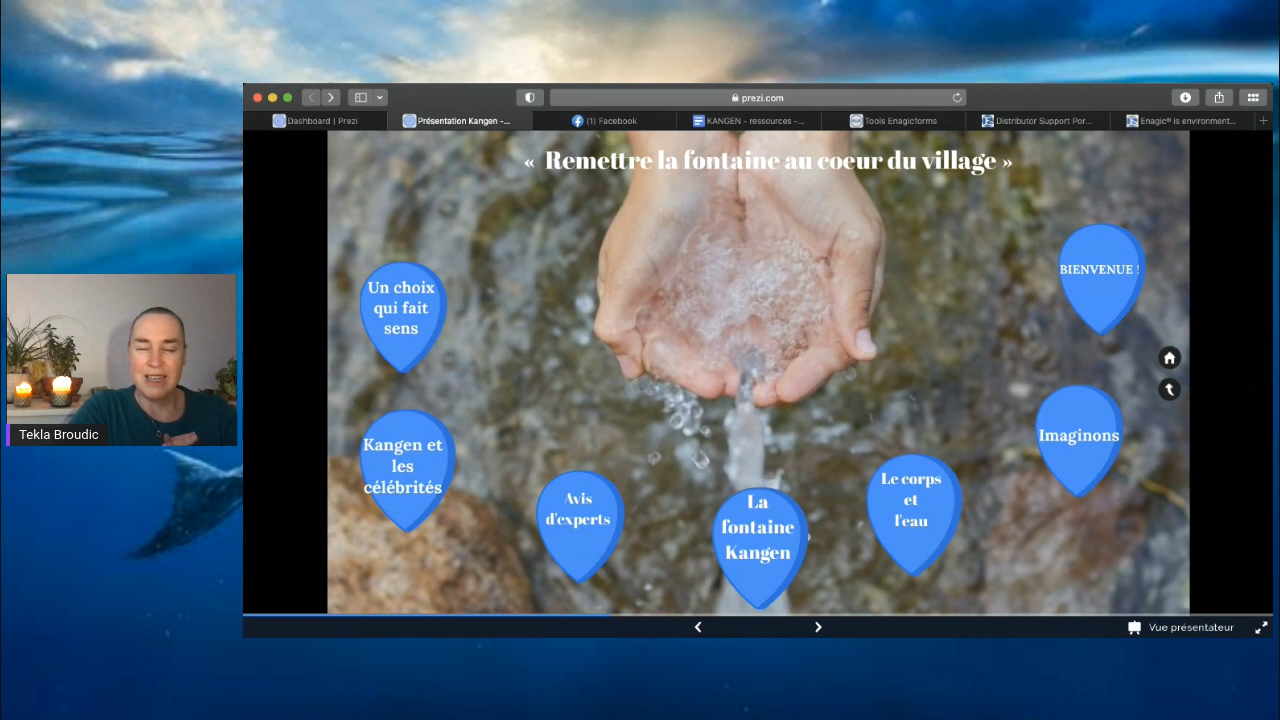 prezi.com
Dashboard | Prezi
Présentation Kangen -...
(1) Facebook
KANGEN - ressources -...
Tools Enagicforms
Distributor Support Por...
Enagic® is environment...
« Remettre la fontaine au coeur du village »
BIENVENUE !
Un choix
qui fait
sens
Imaginons
Kangen et
les
célébrités
Avis
d'experts
La
fontaine
Kangen
Le corps
et
l'eau
Tekla Broudic
Vue présentateur